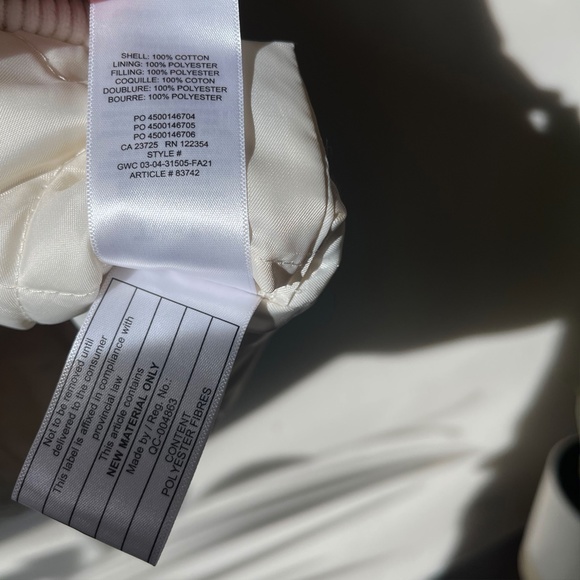 SHELL: 100% COTTON
LINING: 100% POLYESTER
FILLING: 100% POLYESTER
COQUILLE: 100% COTON
DOUBLURE: 100% POLYESTER
BOURRE: 100% POLYESTER
PO 4500146704
PO 4500146705
PO 4500146706
CA 23725 RN 122354
STYLE #
GWC 03-04-31505-FA21
ARTICLE # 83742
Not to be removed until
delivered to the consumer
This label is affixed in compliance with
provincial law
This article contains
NEW MATERIAL ONLY
Made by / Reg. No.:
QC-004863
CONTENT
POLYESTER FIBRES